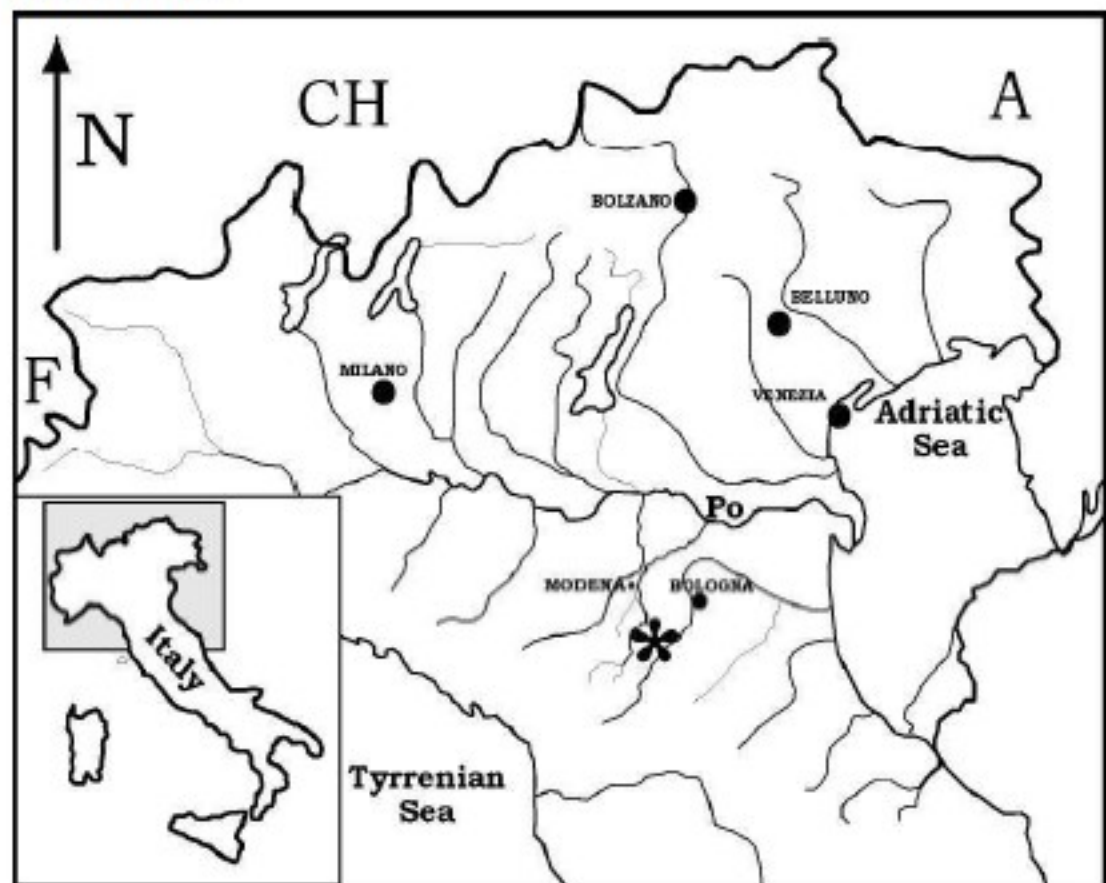 CH
A
N
BOLZANO
BELLUNO
F
MILANO
VENEZIA
Adriatic
Sea
Po
MODENA
BOLOGNA
Italy
Tyrrenian
Sea